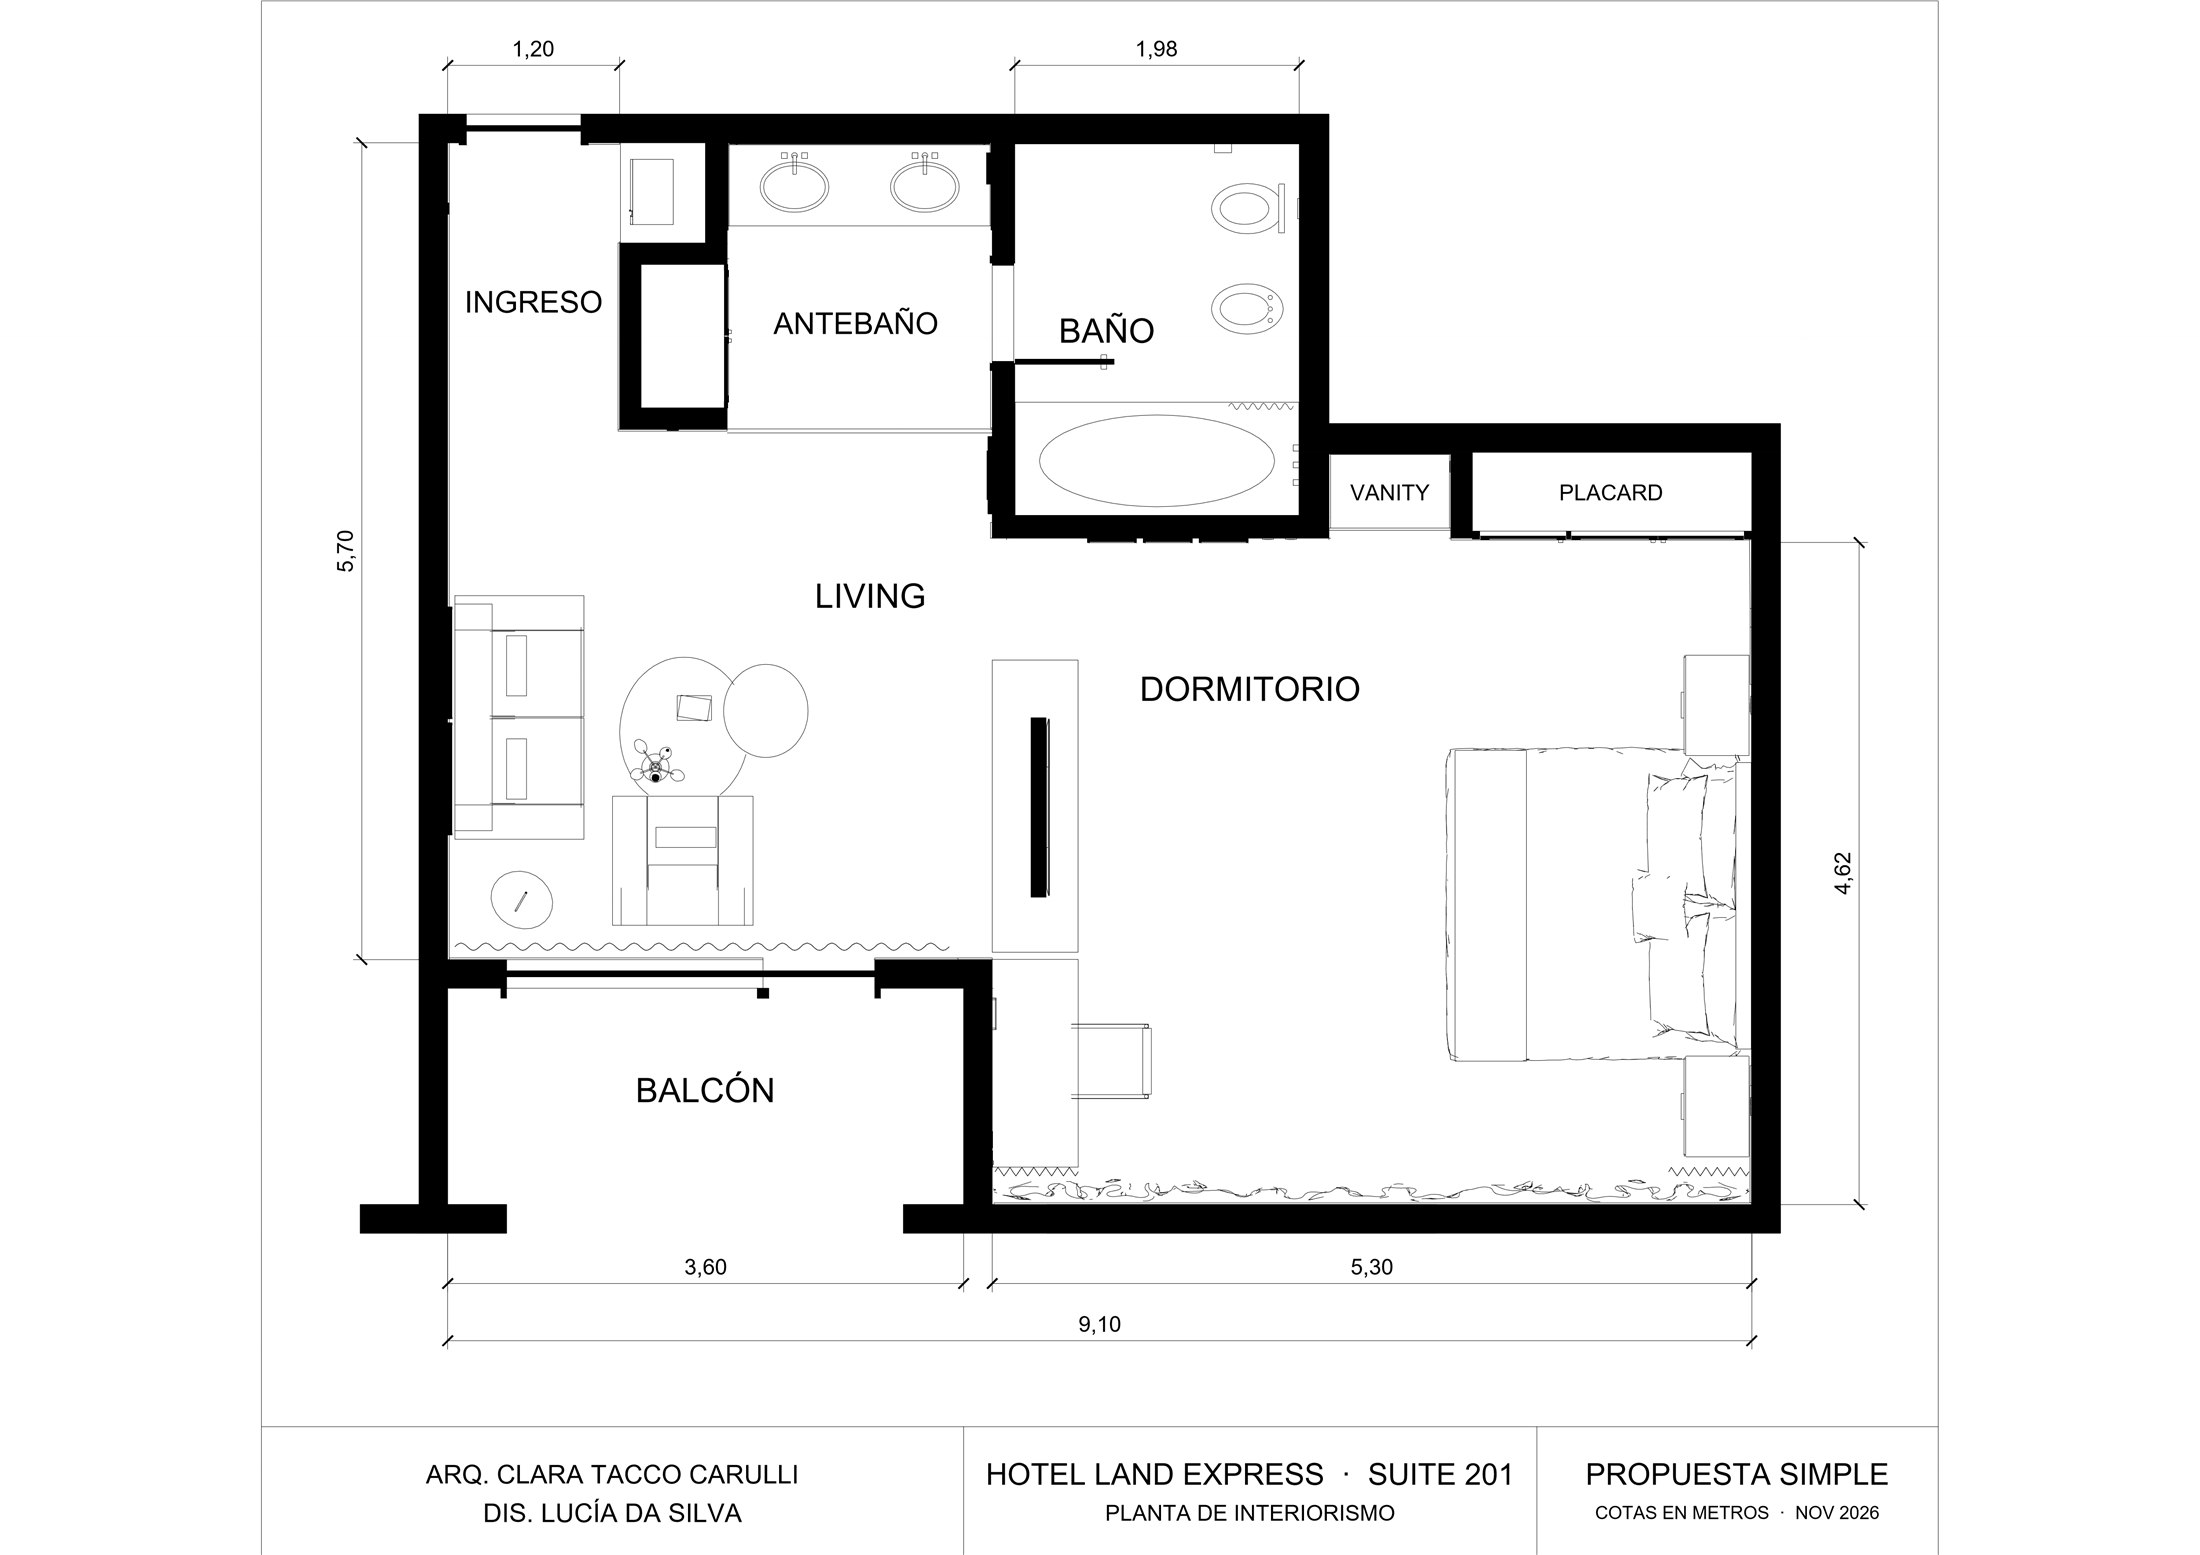 1,20
1,98
INGRESO
ANTEBAÑO
BAÑO
VANITY
PLACARD
5,70
LIVING
DORMITORIO
4,62
BALCÓN
3,60
5,30
9,10
ARQ. CLARA TACCO CARULLI
DIS. LUCÍA DA SILVA
HOTEL LAND EXPRESS · SUITE 201
PLANTA DE INTERIORISMO
PROPUESTA SIMPLE
COTAS EN METROS · NOV 2026